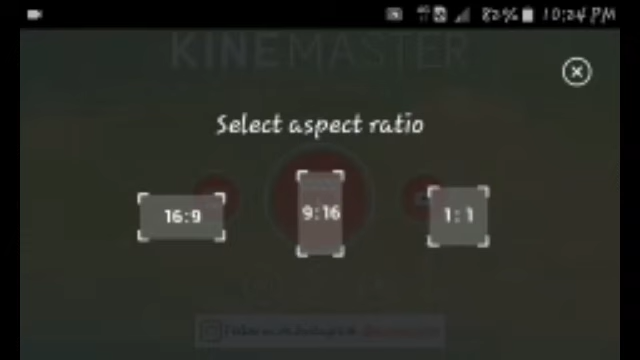 82% 10:24 PM
KINEMASTER
Select aspect ratio
16:9
9:16
1:1